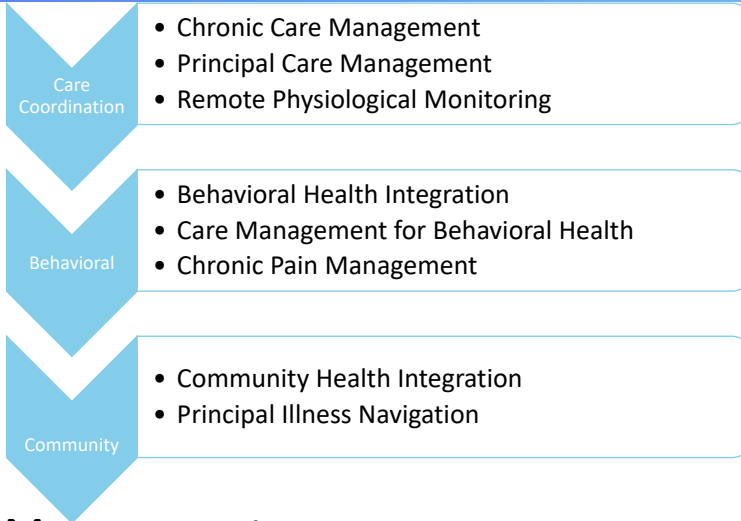 Care
Coordination
• Chronic Care Management
• Principal Care Management
• Remote Physiological Monitoring
Behavioral
• Behavioral Health Integration
• Care Management for Behavioral Health
• Chronic Pain Management
Community
• Community Health Integration
• Principal Illness Navigation